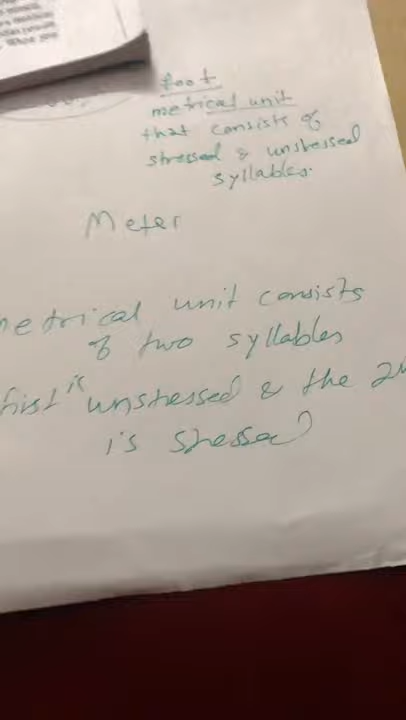 foot
metrical unit
that consists of
stressed & unstressed
syllables.
Meter
metrical unit consists
of two syllables
first is unstressed & the
is stressed